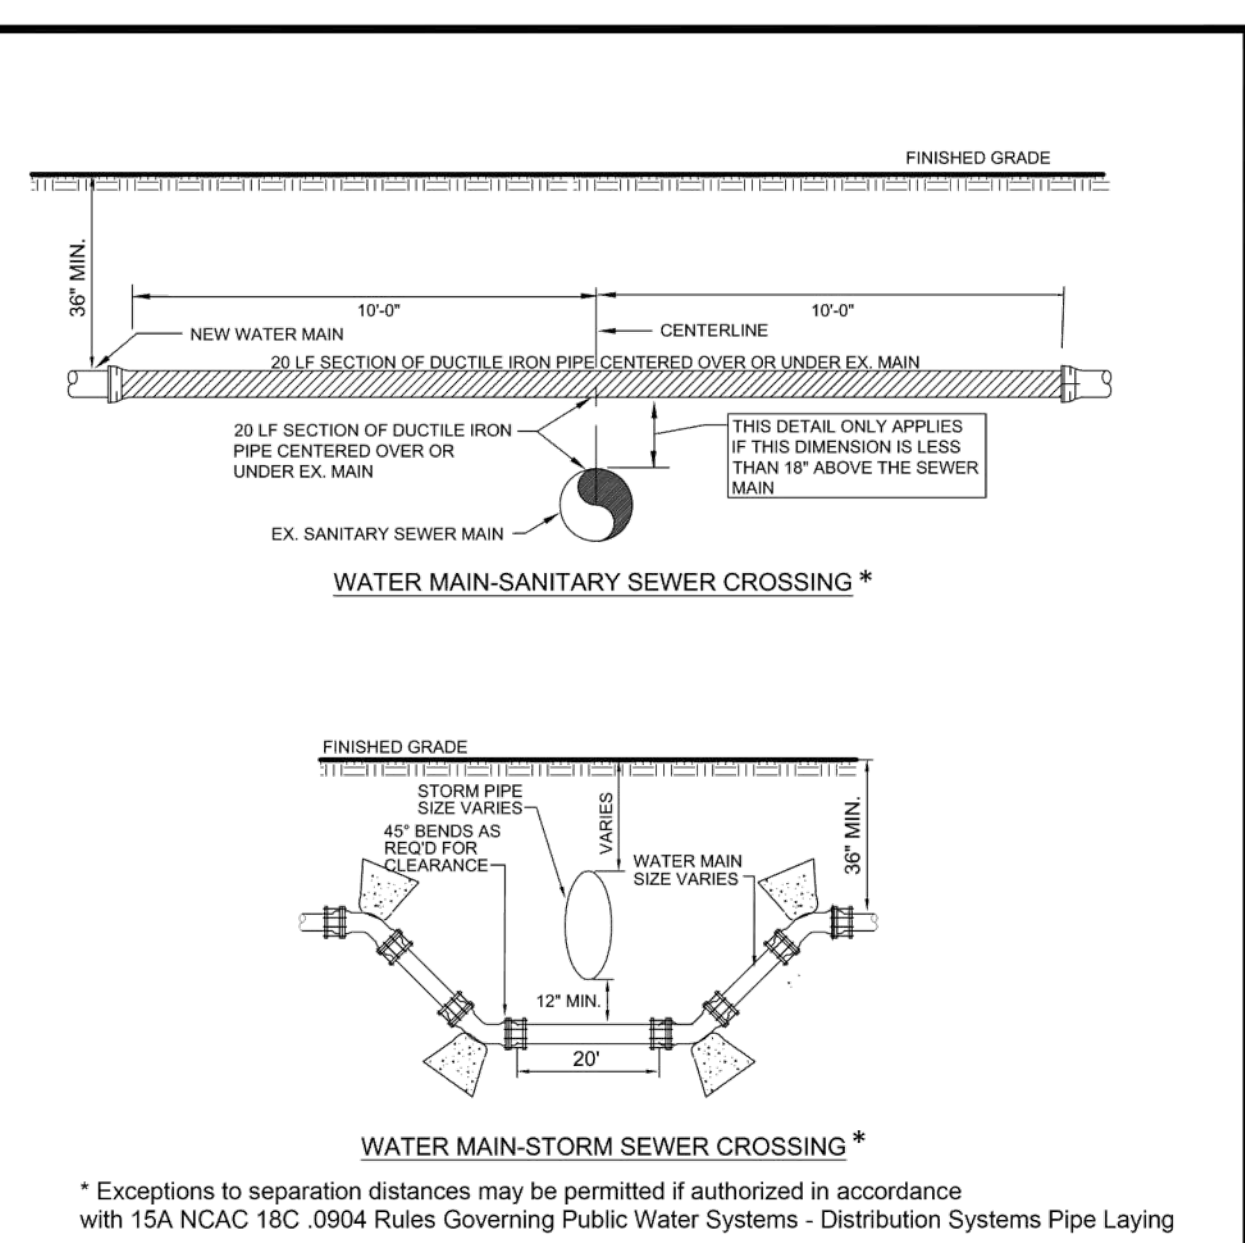 FINISHED GRADE
36" MIN.
10'-0"
10'-0"
NEW WATER MAIN
CENTERLINE
20 LF SECTION OF DUCTILE IRON PIPE CENTERED OVER OR UNDER EX. MAIN
20 LF SECTION OF DUCTILE IRON
PIPE CENTERED OVER OR
UNDER EX. MAIN
THIS DETAIL ONLY APPLIES
IF THIS DIMENSION IS LESS
THAN 18" ABOVE THE SEWER
MAIN
EX. SANITARY SEWER MAIN
WATER MAIN-SANITARY SEWER CROSSING *
FINISHED GRADE
STORM PIPE
SIZE VARIES
VARIES
36" MIN.
45° BENDS AS
REQ'D FOR
CLEARANCE
WATER MAIN
SIZE VARIES
12" MIN.
20'
WATER MAIN-STORM SEWER CROSSING *
* Exceptions to separation distances may be permitted if authorized in accordance
with 15A NCAC 18C .0904 Rules Governing Public Water Systems - Distribution Systems Pipe Laying